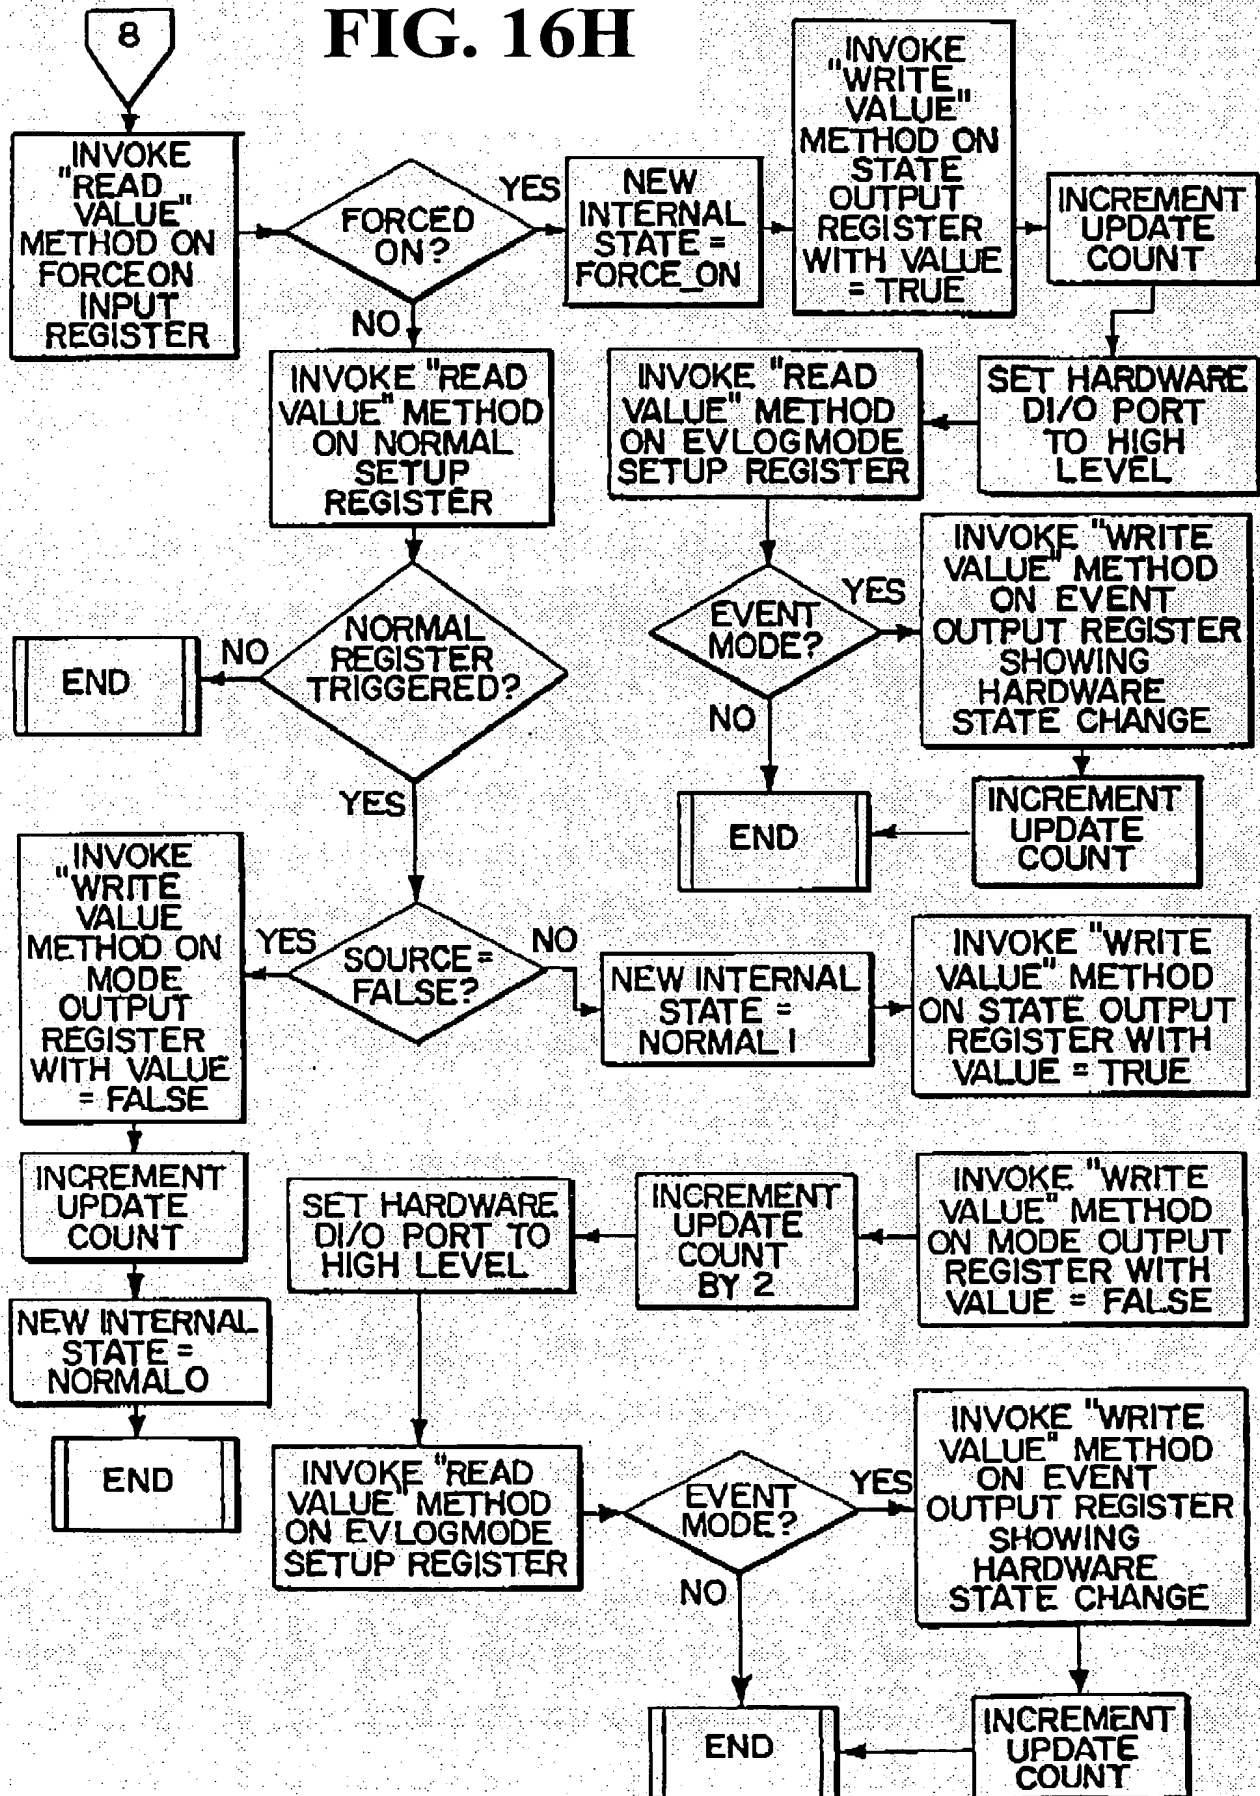 8
FIG. 16H
"INVOKE
"READ
VALUE"
METHOD ON
FORCEON
INPUT
REGISTER
FORCED
ON?
YES
NO
NEW
INTERNAL
STATE =
FORCE_ON
"INVOKE
"WRITE
VALUE"
METHOD ON
STATE
OUTPUT
REGISTER
WITH VALUE
= TRUE
INCREMENT
UPDATE
COUNT
SET HARDWARE
DI/O PORT
TO HIGH
LEVEL
INVOKE "READ
VALUE" METHOD
ON EVLOGMODE
SETUP REGISTER
EVENT
MODE?
YES
NO
INVOKE "WRITE
VALUE" METHOD
ON EVENT
OUTPUT REGISTER
SHOWING
HARDWARE
STATE CHANGE
INCREMENT
UPDATE
COUNT
END
INVOKE "READ
VALUE" METHOD
ON NORMAL
SETUP
REGISTER
NORMAL
REGISTER
TRIGGERED?
NO
END
YES
SOURCE =
FALSE?
YES
NO
"INVOKE
"WRITE
VALUE
METHOD ON
MODE
OUTPUT
REGISTER
WITH VALUE
= FALSE
INCREMENT
UPDATE
COUNT
NEW INTERNAL
STATE =
NORMAL0
END
NEW INTERNAL
STATE =
NORMAL 1
INVOKE "WRITE
VALUE" METHOD
ON STATE OUTPUT
REGISTER WITH
VALUE = TRUE
INVOKE "WRITE
VALUE" METHOD
ON MODE OUTPUT
REGISTER WITH
VALUE = FALSE
INCREMENT
UPDATE
COUNT
BY 2
SET HARDWARE
DI/O PORT TO
HIGH LEVEL
INVOKE "READ
VALUE" METHOD
ON EVLOGMODE
SETUP REGISTER
EVENT
MODE?
YES
NO
INVOKE "WRITE
VALUE" METHOD
ON EVENT
OUTPUT REGISTER
SHOWING
HARDWARE
STATE CHANGE
INCREMENT
UPDATE
COUNT
END